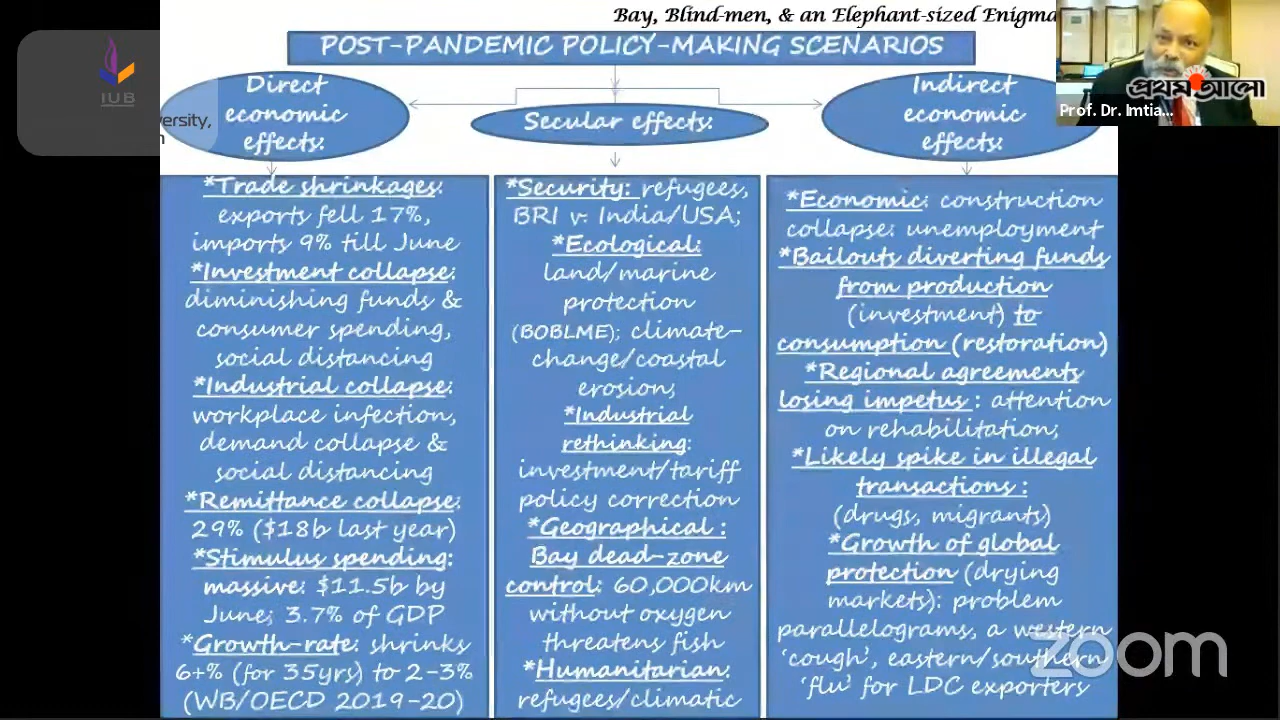 Bay, Blind-men, & an Elephant-sized Enigma
POST-PANDEMIC POLICY-MAKING SCENARIOS
IUB
versity,
Direct
economic
effects:
Secular effects:
Indirect
economic
effects:
প্রথম আলো
Prof. Dr. Imtia...
*Trade shrinkages:
exports fell 17%,
imports 9% till June
*Investment collapse:
diminishing funds &
consumer spending,
social distancing
*Industrial collapse:
workplace infection,
demand collapse &
social distancing
*Remittance collapse:
29% ($18b last year)
*Stimulus spending:
massive: $11.5b by
June; 3.7% of GDP
*Growth-rate: shrinks
6+% (for 35yrs) to 2-3%
(WB/OECD 2019-20)
*Security: refugees,
BRI v. India/USA;
*Ecological:
land/marine
protection
(BOBLME); climate-
change/coastal
erosion;
*Industrial
rethinking:
investment/tariff
policy correction
*Geographical :
Bay dead-zone
control: 60,000km
without oxygen
threatens fish
*Humanitarian:
refugees/climatic
*Economic: construction
collapse: unemployment
*Bailouts diverting funds
from production
(investment) to
consumption (restoration)
*Regional agreements
losing impetus : attention
on rehabilitation;
*Likely spike in illegal
transactions :
(drugs, migrants)
*Growth of global
protection (drying
markets): problem
parallelograms, a western
'cough', eastern/southern
'flu' for LDC exporters
zoom